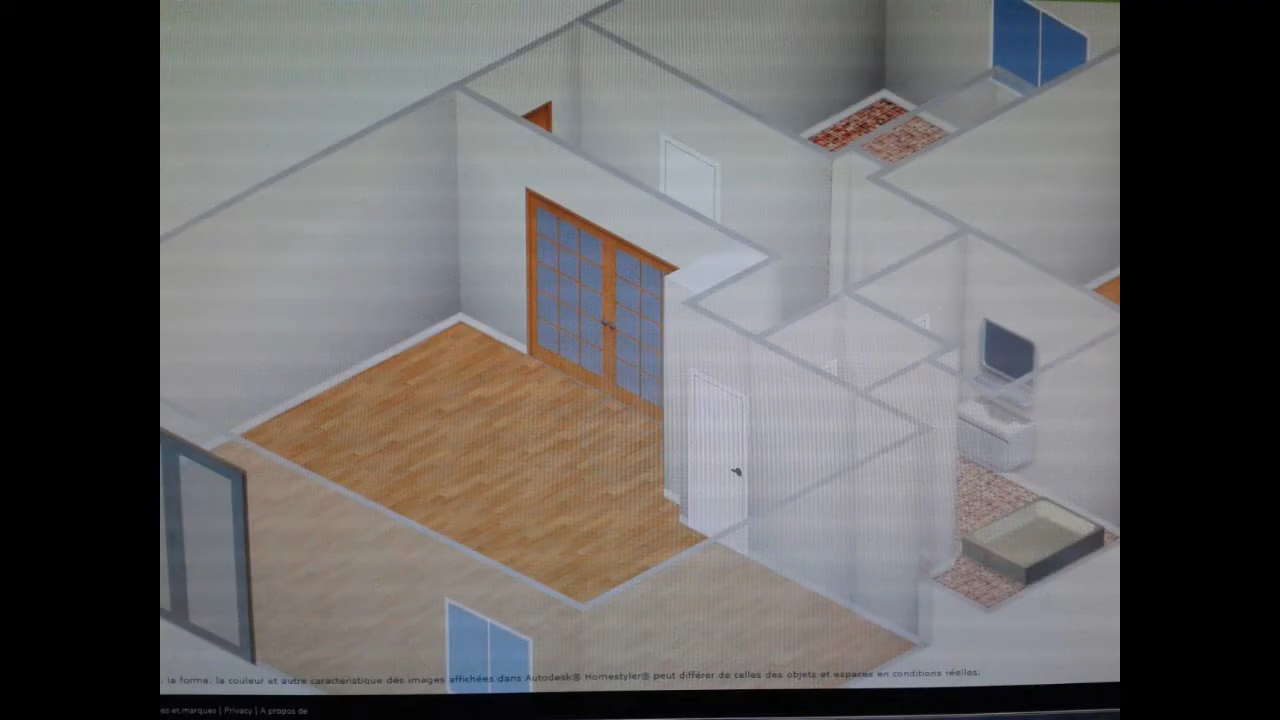 la forme, la couleur et autre caractéristique des images affichées dans Autodesk® Homestyler® peut différer de celles des objets et espaces en conditions réelles.
es et marques | Privacy | A propos de